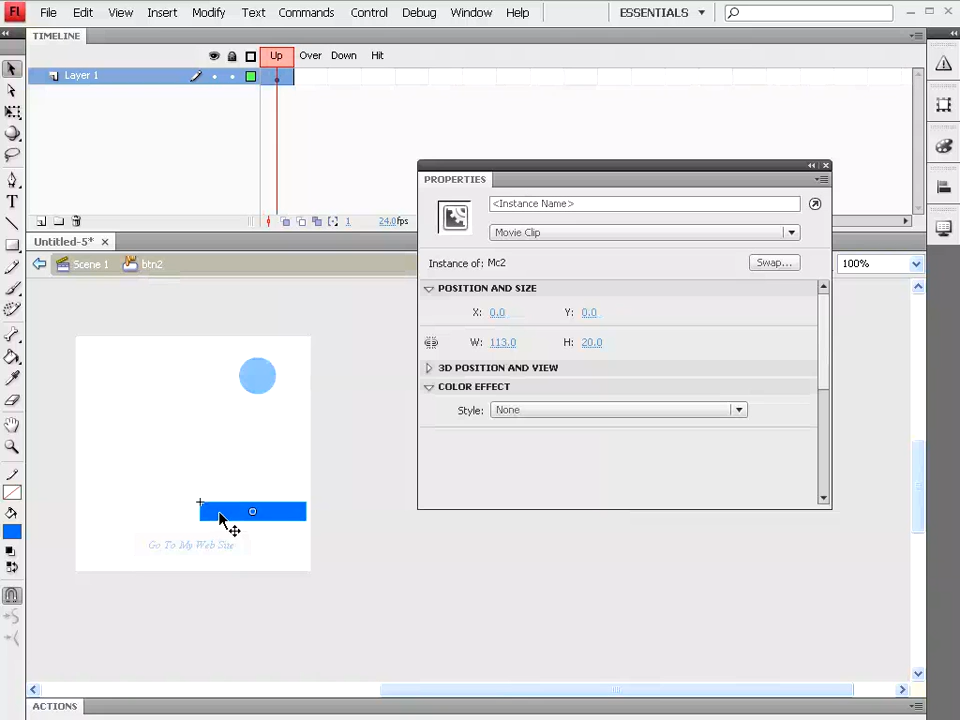 Fl File Edit View Insert Modify Text Commands Control Debug Window Help ESSENTIALS
TIMELINE
Up Over Down Hit
Layer 1
1 24.0fps
PROPERTIES
<Instance Name>
Movie Clip
Instance of: Mc2 Swap...
POSITION AND SIZE
X: 0.0 Y: 0.0
W: 113.0 H: 20.0
3D POSITION AND VIEW
COLOR EFFECT
Style: None
Untitled-5*
Scene 1 btn2 100%
Go To My Web Site
ACTIONS